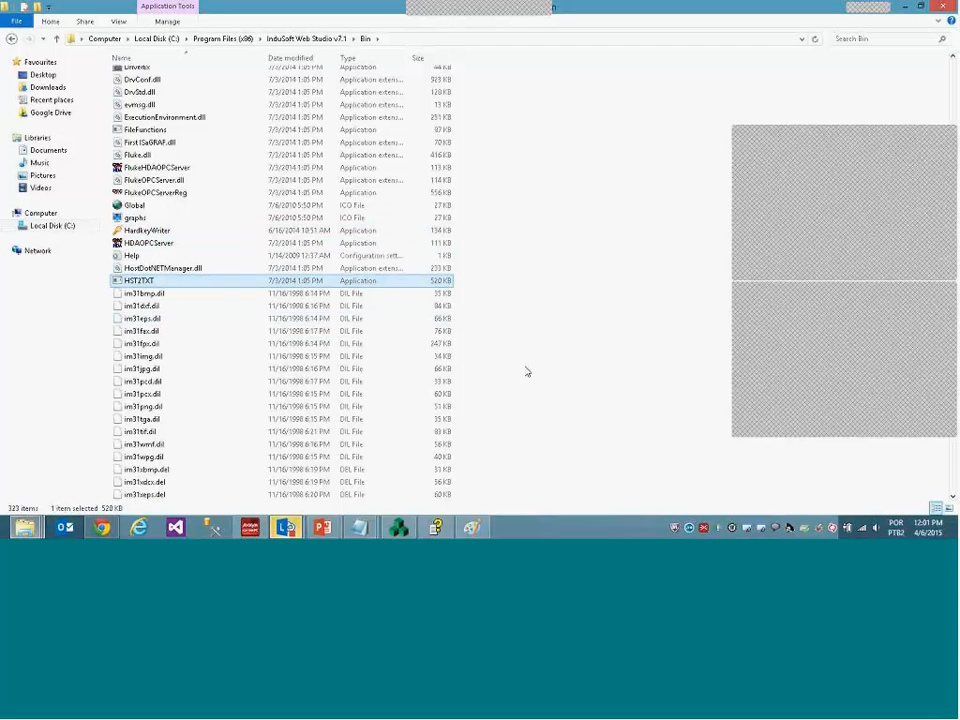 Application Tools
File Home Share View Manage
Computer Local Disk (C:) Program Files (x86) InduSoft Web Studio v7.1 Bin Search Bin
Name Date modified Type Size
Favourites
Desktop
Downloads
Recent places
Google Drive
Libraries
Documents
Music
Pictures
Videos
Computer
Local Disk (C:)
Network
7/3/2014 1:05 PM Application 44 KB
DrvConf.dll 7/3/2014 1:05 PM Application extens... 923 KB
DrvStd.dll 7/3/2014 1:05 PM Application extens... 128 KB
evmsg.dll 7/3/2014 1:05 PM Application extens... 13 KB
ExecutionEnvironment.dll 7/3/2014 1:05 PM Application extens... 251 KB
FileFunctions 7/3/2014 1:05 PM Application 87 KB
First ISaGRAF.dll 7/3/2014 1:05 PM Application extens... 70 KB
Fluke.dll 7/3/2014 1:05 PM Application extens... 416 KB
FlukeHDAOPCServer 7/3/2014 1:05 PM Application 113 KB
FlukeOPCServer.dll 7/3/2014 1:05 PM Application extens... 114 KB
FlukeOPCServerReg 7/3/2014 1:05 PM Application 556 KB
Global 7/6/2010 5:50 PM ICO File 27 KB
graphs 7/6/2010 5:50 PM ICO File 27 KB
HardkeyWriter 6/16/2014 10:51 AM Application 134 KB
HDAOPCServer 7/3/2014 1:05 PM Application 111 KB
Help 1/14/2009 12:37 AM Configuration sett... 1 KB
HostDotNETManager.dll 7/3/2014 1:05 PM Application extens... 233 KB
HST2TXT 7/3/2014 1:05 PM Application 520 KB
im31bmp.dil 11/16/1998 6:14 PM DIL File 35 KB
im31dxf.dil 11/16/1998 6:14 PM DIL File 84 KB
im31eps.dil 11/16/1998 6:14 PM DIL File 66 KB
im31fax.dil 11/16/1998 6:15 PM DIL File 76 KB
im31fpx.dil 11/16/1998 6:14 PM DIL File 247 KB
im31img.dil 11/16/1998 6:15 PM DIL File 34 KB
im31jpg.dil 11/16/1998 6:16 PM DIL File 66 KB
im31pcd.dil 11/16/1998 6:17 PM DIL File 33 KB
im31pcx.dil 11/16/1998 6:15 PM DIL File 60 KB
im31png.dil 11/16/1998 6:15 PM DIL File 51 KB
im31tga.dil 11/16/1998 6:15 PM DIL File 35 KB
im31tif.dil 11/16/1998 6:21 PM DIL File 83 KB
im31wmf.dil 11/16/1998 6:16 PM DIL File 56 KB
im31wpg.dil 11/16/1998 6:15 PM DIL File 40 KB
im31xbmp.del 11/16/1998 6:19 PM DEL File 31 KB
im31xdcx.del 11/16/1998 6:19 PM DEL File 56 KB
im31xeps.del 11/16/1998 6:20 PM DEL File 60 KB
323 items 1 item selected 520 KB
POR 12:01 PM
PTB2 4/6/2015